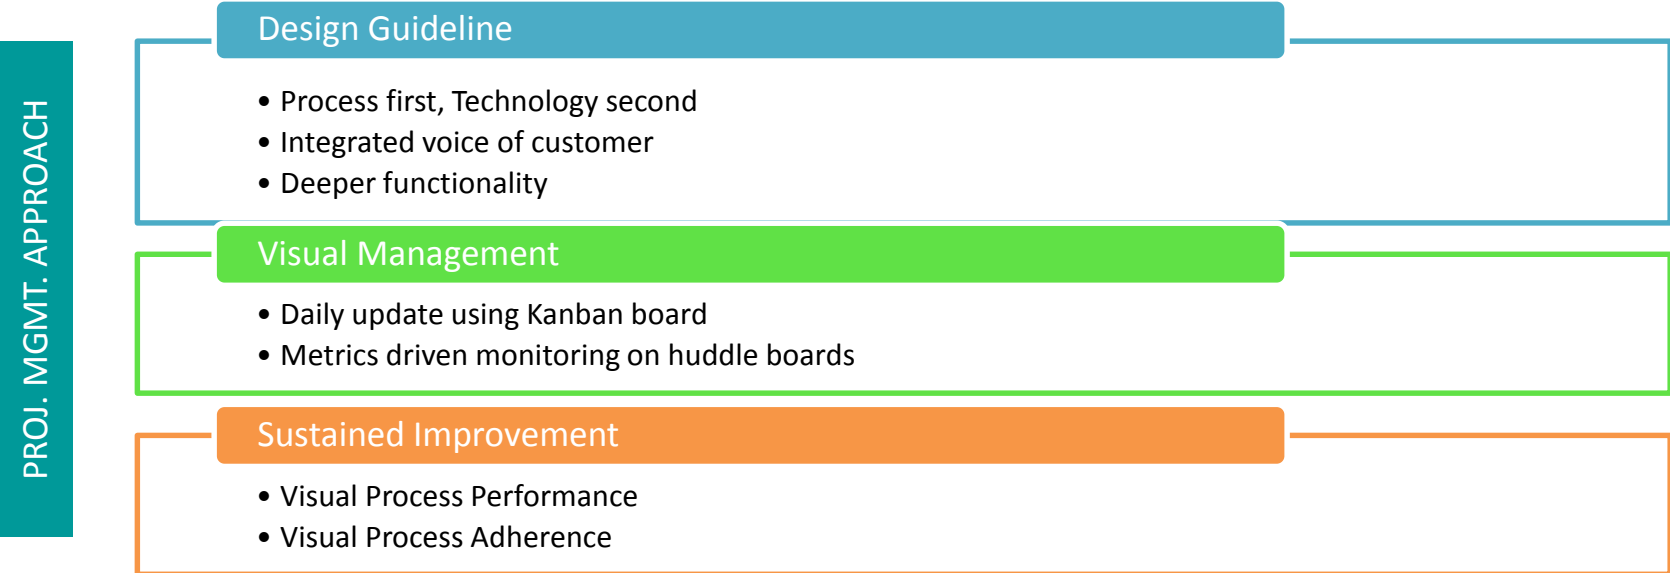 PROJ. MGMT. APPROACH
Design Guideline
• Process first, Technology second
• Integrated voice of customer
• Deeper functionality
Visual Management
• Daily update using Kanban board
• Metrics driven monitoring on huddle boards
Sustained Improvement
• Visual Process Performance
• Visual Process Adherence